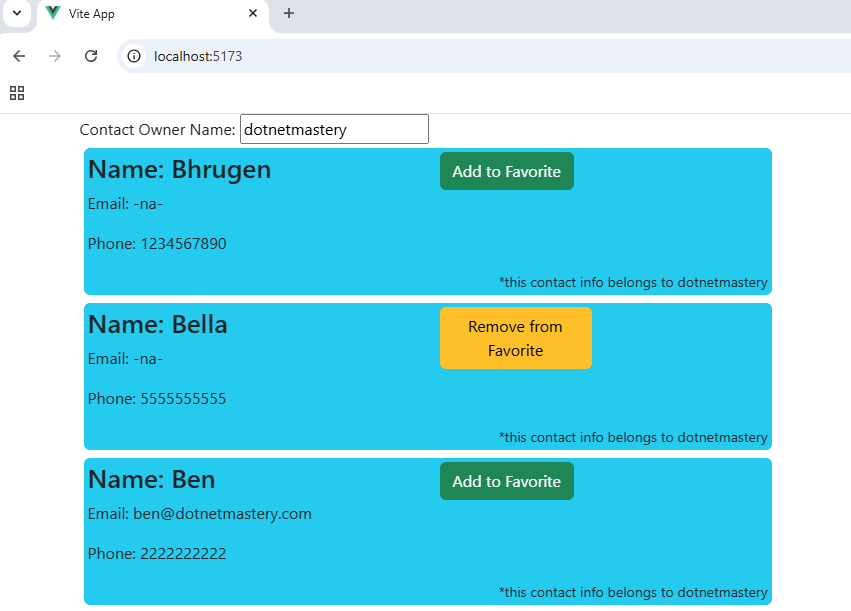 Vite App
localhost:5173
Contact Owner Name: dotnetmastery
Name: Bhrugen
Add to Favorite
Email: -na-
Phone: 1234567890
*this contact info belongs to dotnetmastery
Name: Bella
Remove from
Favorite
Email: -na-
Phone: 5555555555
*this contact info belongs to dotnetmastery
Name: Ben
Add to Favorite
Email: ben@dotnetmastery.com
Phone: 2222222222
*this contact info belongs to dotnetmastery